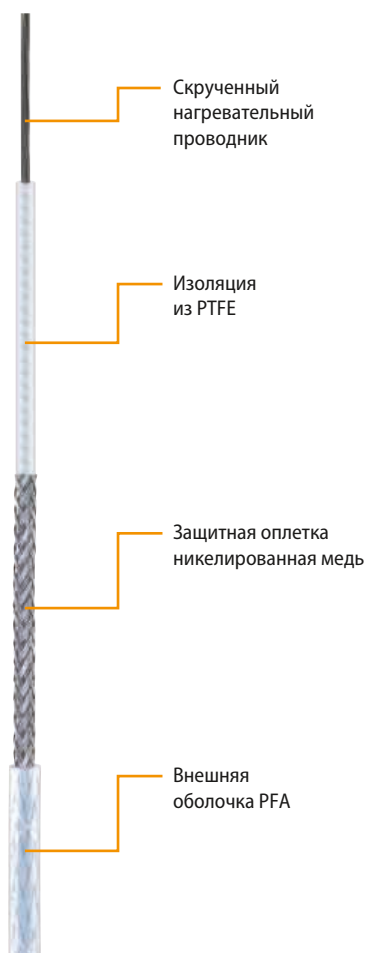 Скрученный
нагревательный
проводник
Изоляция
из PTFE
Защитная оплетка
никелированная медь
Внешняя
оболочка PFA